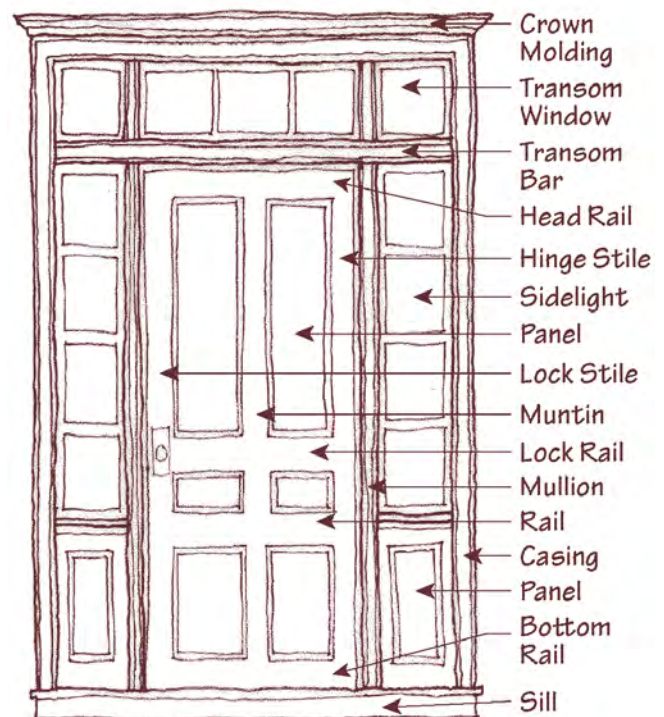 Crown
Molding
Transom
Window
Transom
Bar
Head Rail
Hinge Stile
Sidelight
Panel
Lock Stile
Muntin
Lock Rail
Mullion
Rail
Casing
Panel
Bottom
Rail
Sill